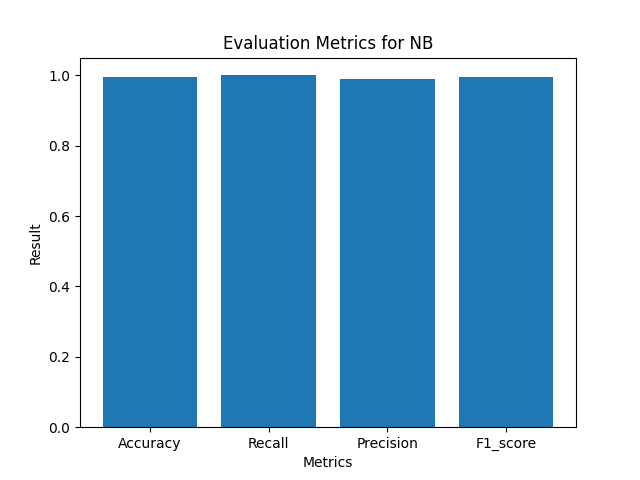 Evaluation Metrics for NB
1.0
0.8
0.6
0.4
0.2
0.0
Result
Accuracy Recall Precision F1_score
Metrics